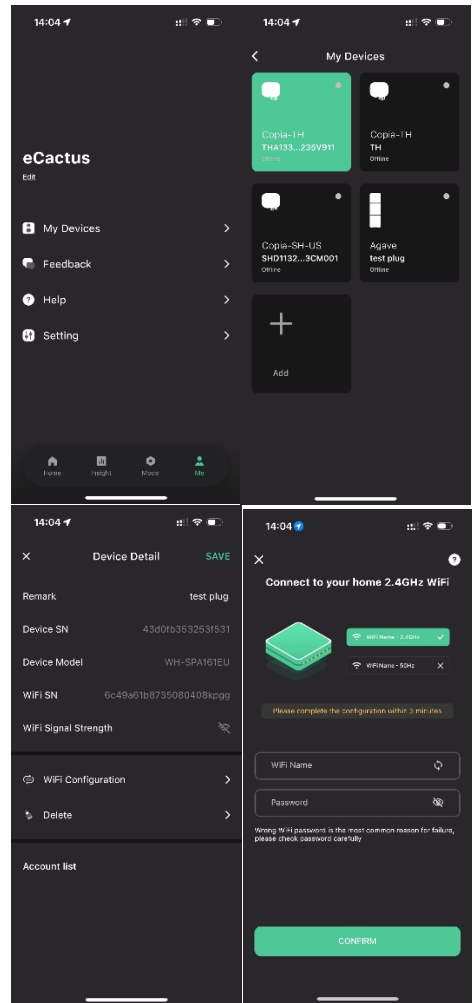 14:04
eCactus
Edit
My Devices
Feedback
Help
Setting
Home
Insight
Mode
Me
14:04
My Devices
Copia-TH
THA133...236V911
Offline
Copia-TH
TH
Offline
Copia-SH-US
SHD1132...3CM001
Offline
Agave
test plug
Offline
Add
14:04
Device Detail
SAVE
Remark
test plug
Device SN
43d0fb353253f531
Device Model
WH-SPA161EU
WiFi SN
6c49a61b8735080408kpgg
WiFi Signal Strength
WiFi Configuration
Delete
Account list
14:04
Connect to your home 2.4GHz WiFi
WiFi Name - 2.4GHz
WiFi Name - 5GHz
Please complete the configuration within 3 minutes
WiFi Name
Password
Wrong WiFi password is the most common reason for failure,
please check password carefully
CONFIRM